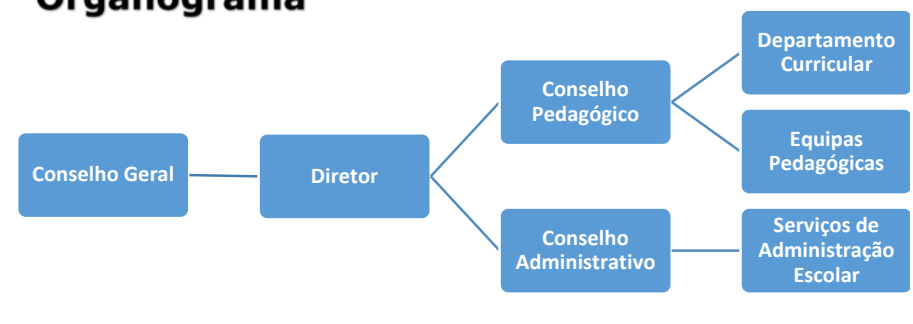 Organograma
Conselho Geral
Diretor
Conselho
Pedagógico
Departamento
Curricular
Equipas
Pedagógicas
Conselho
Administrativo
Serviços de
Administração
Escolar